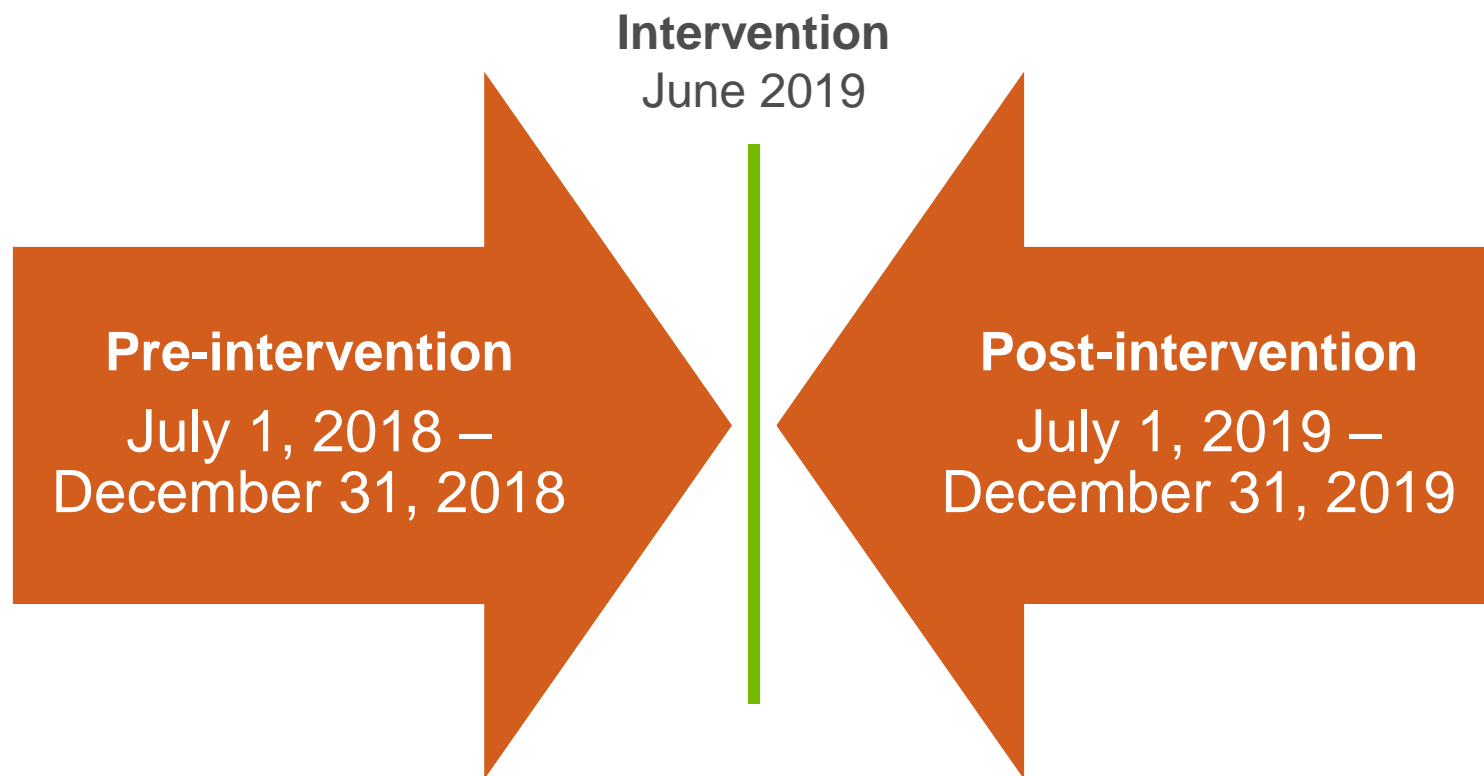 Intervention
June 2019
Pre-intervention
July 1, 2018 –
December 31, 2018
Post-intervention
July 1, 2019 –
December 31, 2019